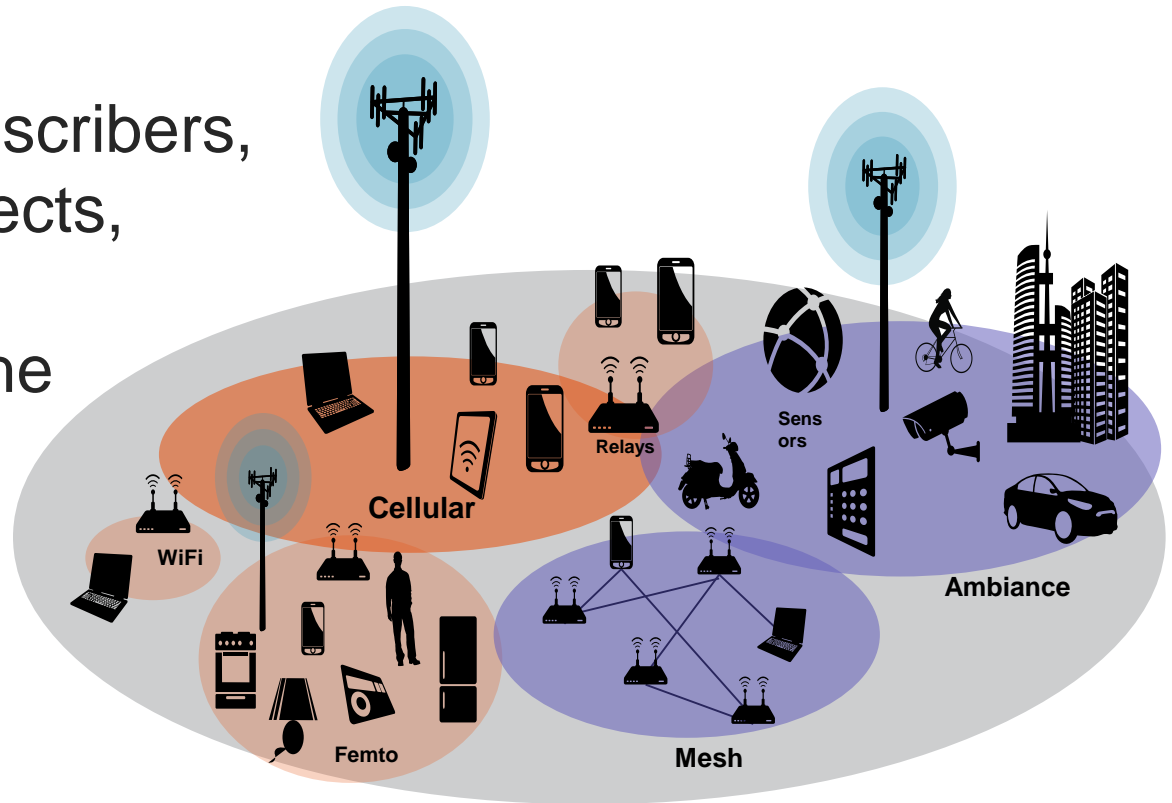 scribers,
ects,
ne
Sens
ors
Relays
Cellular
WiFi
Ambiance
Femto
Mesh